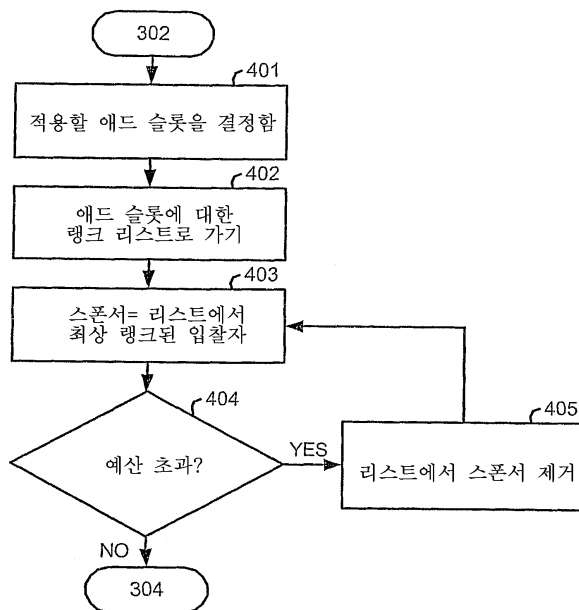 302
401
적용할 애드 슬롯을 결정함
402
애드 슬롯에 대한
랭크 리스트로 가기
403
스폰서= 리스트에서
최상 랭크된 입찰자
404
예산 초과?
YES
405
리스트에서 스폰서 제거
NO
304